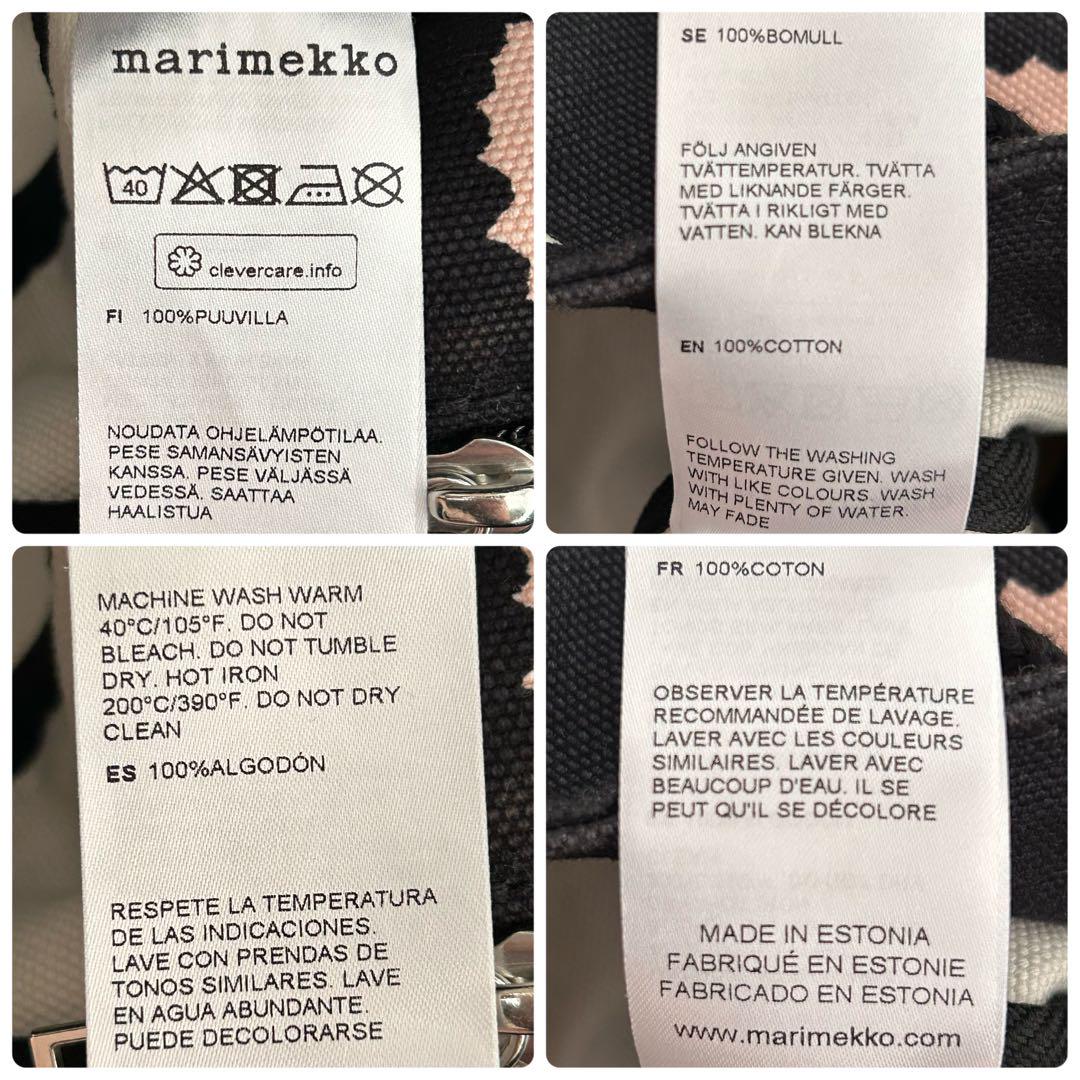 marimekko
40
clevercare.info
FI 100%PUUVILLA
NOUDATA OHJELÄMPÖTILAA.
PESE SAMANSÄVYISTEN
KANSSA. PESE VÄLJÄSSÄ
VEDESSÄ. SAATTAA
HAALISTUA
SE 100%BOMULL
FÖLJ ANGIVEN
TVÄTTEMPERATUR. TVÄTTA
MED LIKNANDE FÄRGER.
TVÄTTA I RIKLIGT MED
VATTEN. KAN BLEKNA
EN 100%COTTON
FOLLOW THE WASHING
TEMPERATURE GIVEN. WASH
WITH LIKE COLOURS. WASH
WITH PLENTY OF WATER.
MAY FADE
MACHINE WASH WARM
40°C/105°F. DO NOT
BLEACH. DO NOT TUMBLE
DRY. HOT IRON
200°C/390°F. DO NOT DRY
CLEAN
ES 100%ALGODÓN
RESPETE LA TEMPERATURA
DE LAS INDICACIONES.
LAVE CON PRENDAS DE
TONOS SIMILARES. LAVE
EN AGUA ABUNDANTE.
PUEDE DECOLORARSE
FR 100%COTON
OBSERVER LA TEMPÉRATURE
RECOMMANDÉE DE LAVAGE.
LAVER AVEC LES COULEURS
SIMILAIRES. LAVER AVEC
BEAUCOUP D'EAU. IL SE
PEUT QU'IL SE DÉCOLORE
MADE IN ESTONIA
FABRIQUÉ EN ESTONIE
FABRICADO EN ESTONIA
www.marimekko.com